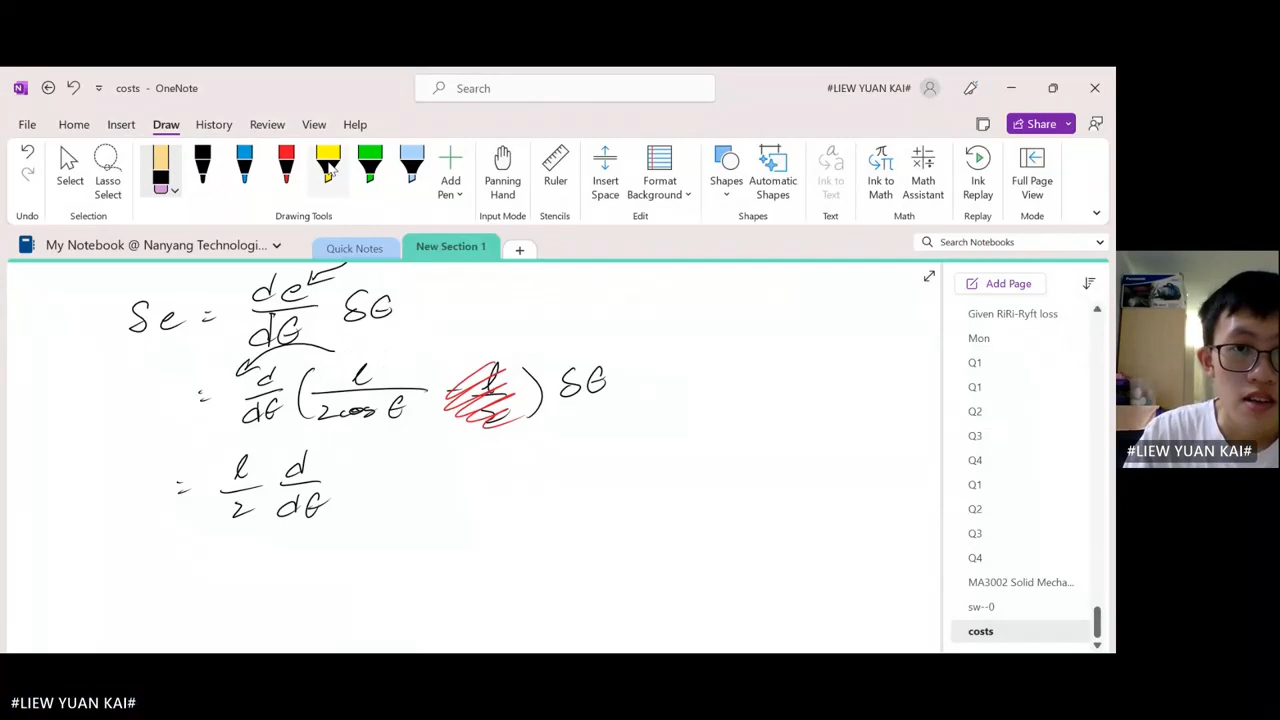 costs - OneNote
Search
#LIEW YUAN KAI#
File Home Insert Draw History Review View Help
Share
Undo
Select
Lasso Select
Selection
Add Pen
Drawing Tools
Panning Hand
Input Mode
Ruler
Stencils
Insert Space
Format Background
Edit
Shapes
Automatic Shapes
Shapes
Ink to Text
Text
Ink to Math
Math Assistant
Math
Ink Replay
Replay
Full Page View
Mode
My Notebook @ Nanyang Technologi...
Quick Notes
New Section 1
Search Notebooks
Add Page
Given RiRi-Ryft loss
Mon
Q1
Q1
Q2
Q3
Q4
Q1
Q2
Q3
Q4
MA3002 Solid Mecha...
sw--0
costs
δe = de/dθ δθ
= d/dθ (l/2cos θ - l/2) δθ
= l/2 d/dθ
#LIEW YUAN KAI#
#LIEW YUAN KAI#